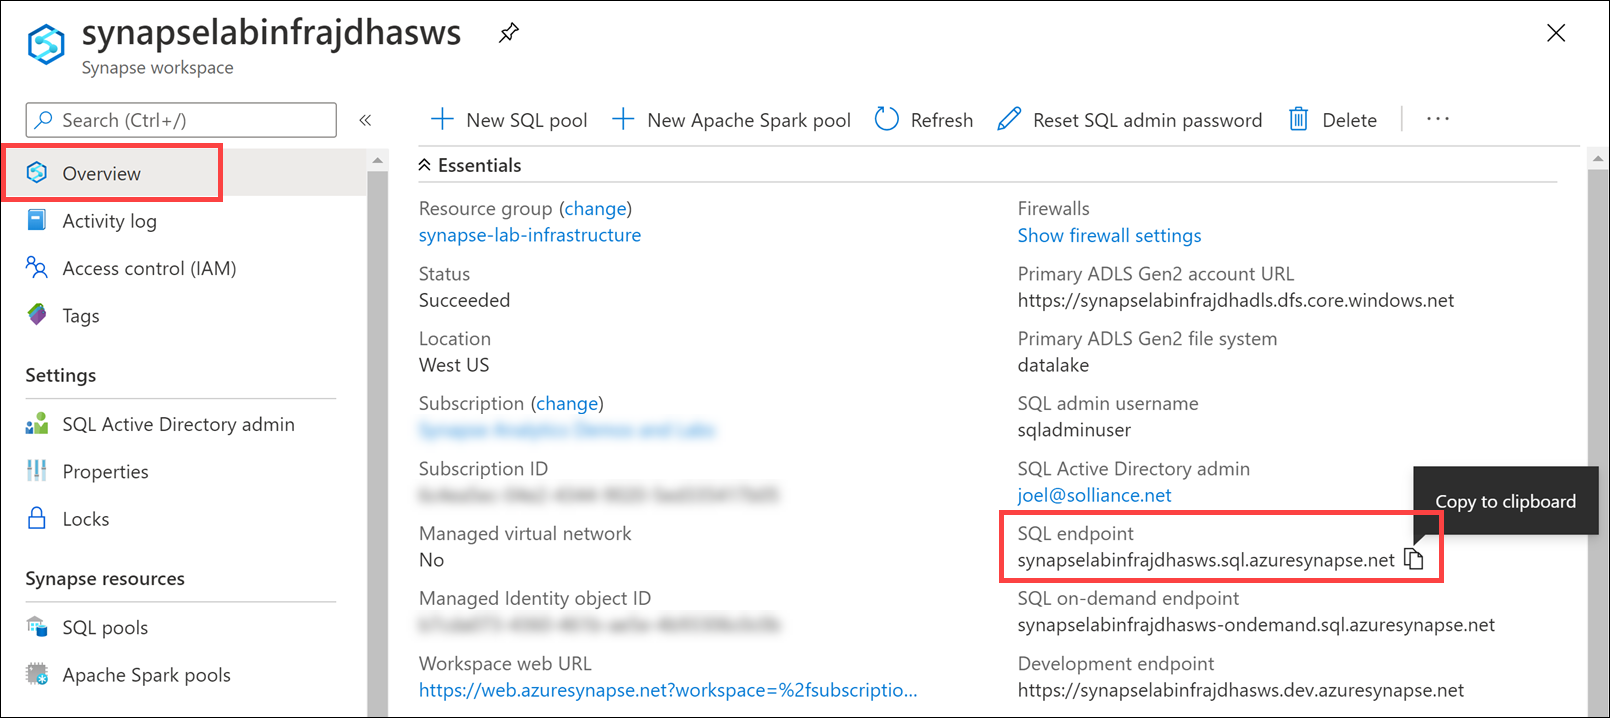 synapselabinfrajdhasws
Synapse workspace
Search (Ctrl+/)
«
Overview
Activity log
Access control (IAM)
Tags
Settings
SQL Active Directory admin
Properties
Locks
Synapse resources
SQL pools
Apache Spark pools
New SQL pool
New Apache Spark pool
Refresh
Reset SQL admin password
Delete
...
Essentials
Resource group (change)
synapse-lab-infrastructure
Status
Succeeded
Location
West US
Subscription (change)
Subscription ID
Managed virtual network
No
Managed Identity object ID
Workspace web URL
https://web.azuresynapse.net?workspace=%2fsubscriptio...
Firewalls
Show firewall settings
Primary ADLS Gen2 account URL
https://synapselabinfrajdhadls.dfs.core.windows.net
Primary ADLS Gen2 file system
datalake
SQL admin username
sqladminuser
SQL Active Directory admin
joel@solliance.net
Copy to clipboard
SQL endpoint
synapselabinfrajdhasws.sql.azuresynapse.net
SQL on-demand endpoint
synapselabinfrajdhasws-ondemand.sql.azuresynapse.net
Development endpoint
https://synapselabinfrajdhasws.dev.azuresynapse.net